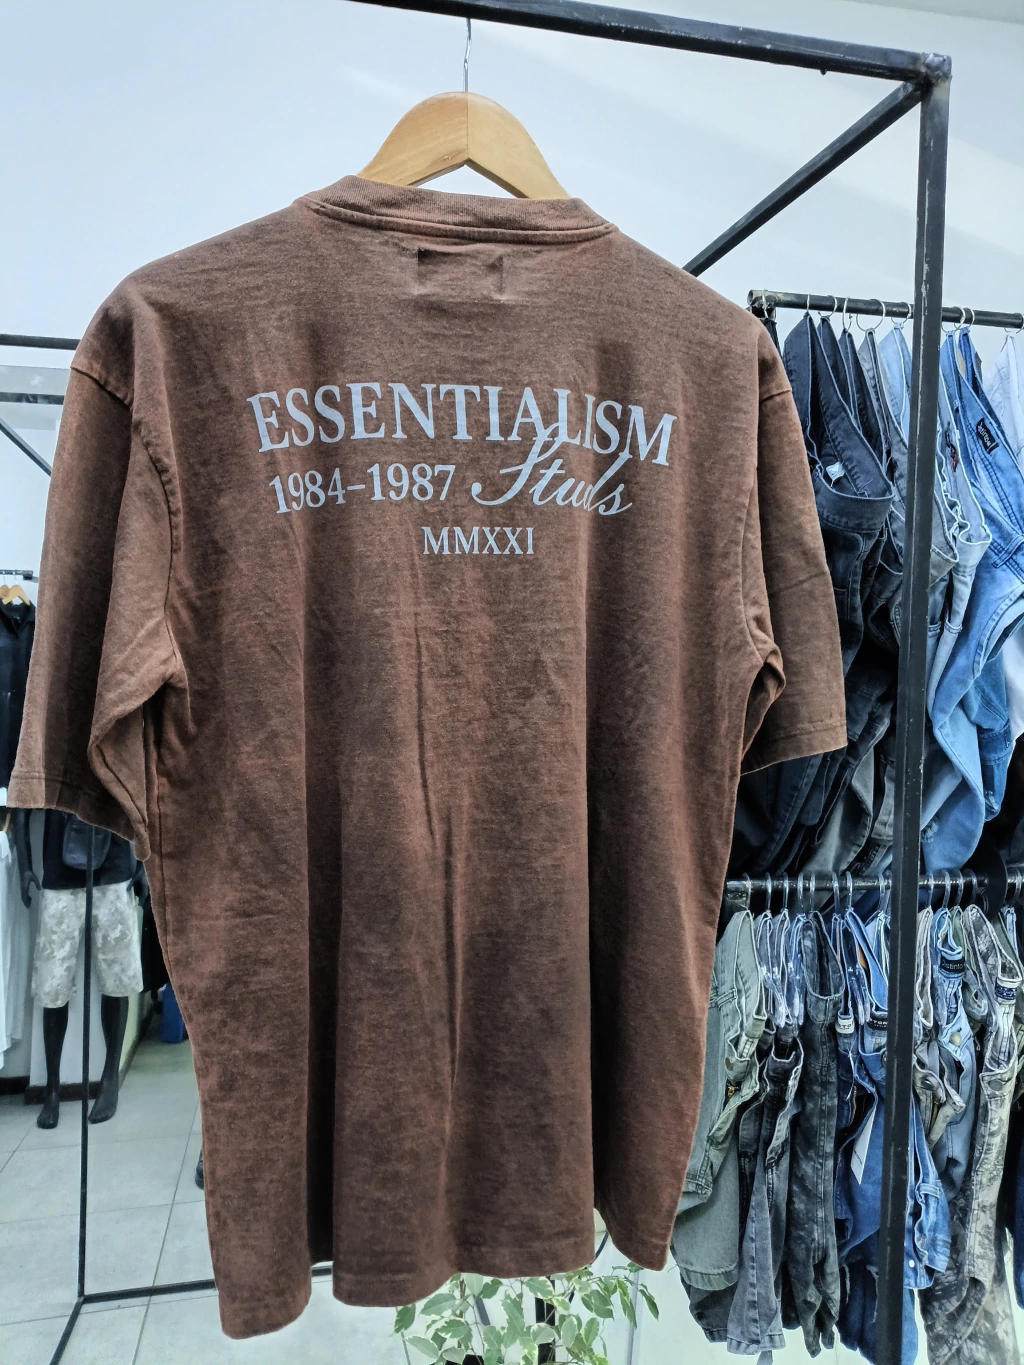 ESSENTIALISM
1984-1987 Studs
MMXXI